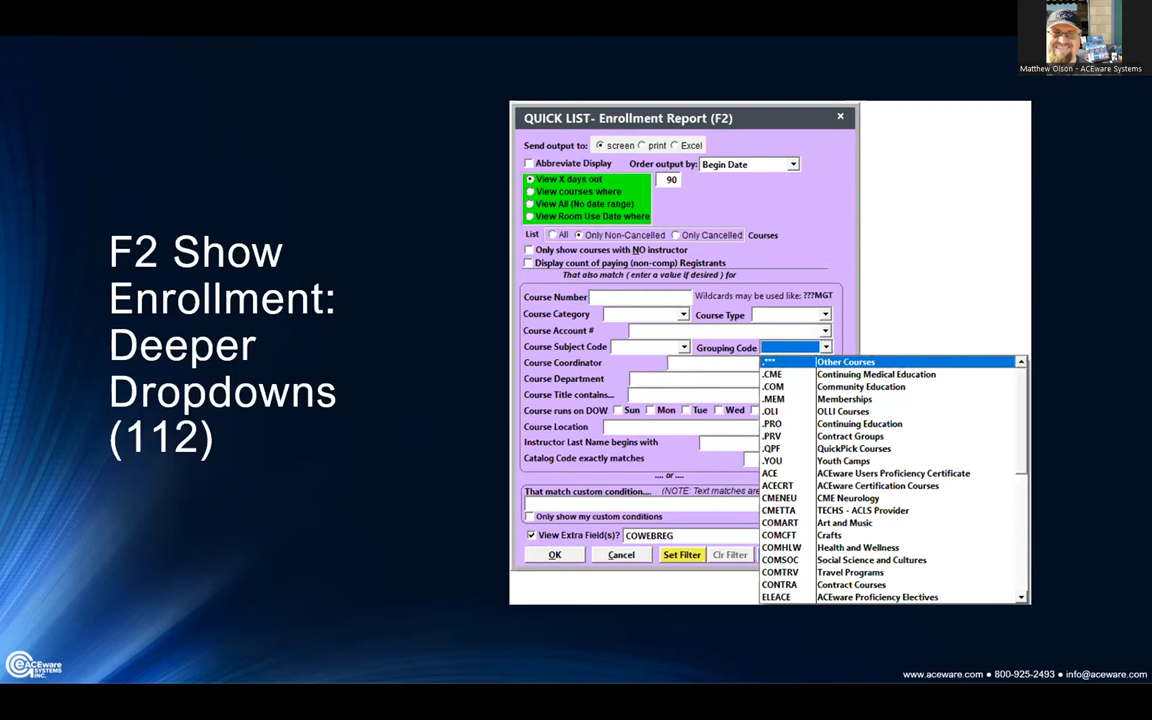 Matthew Olson - ACEware Systems
F2 Show
Enrollment:
Deeper
Dropdowns
(112)
QUICK LIST- Enrollment Report (F2)
Send output to: screen print Excel
Abbreviate Display Order output by: Begin Date
View X days out 90
View courses where
View All (No date range)
View Room Use Date where
List All Only Non-Cancelled Only Cancelled Courses
Only show courses with NO instructor
Display count of paying (non-comp) Registrants
That also match ( enter a value if desired ) for
Course Number Wildcards may be used like: ???MGT
Course Category Course Type
Course Account #
Course Subject Code Grouping Code
Course Coordinator
Course Department
Course Title contains...
Course runs on DOW Sun Mon Tue Wed
Course Location
Instructor Last Name begins with
Catalog Code exactly matches
.... or ....
That match custom condition.... (NOTE: Text matches are
Only show my custom conditions
View Extra Field(s)? COWEBREG
OK Cancel Set Filter Clr Filter
.*** Other Courses
.CME Continuing Medical Education
.COM Community Education
.MEM Memberships
.OLI OLLI Courses
.PRO Continuing Education
.PRV Contract Groups
.QPF QuickPick Courses
.YOU Youth Camps
ACE ACEware Users Proficiency Certificate
ACECRT ACEware Certification Courses
CMENEU CME Neurology
CMETTA TECHS - ACLS Provider
COMART Art and Music
COMCFT Crafts
COMHLW Health and Wellness
COMSOC Social Science and Cultures
COMTRV Travel Programs
CONTRA Contract Courses
ELEACE ACEware Proficiency Electives
ACEware
SYSTEMS
INC.
www.aceware.com ● 800-925-2493 ● info@aceware.com